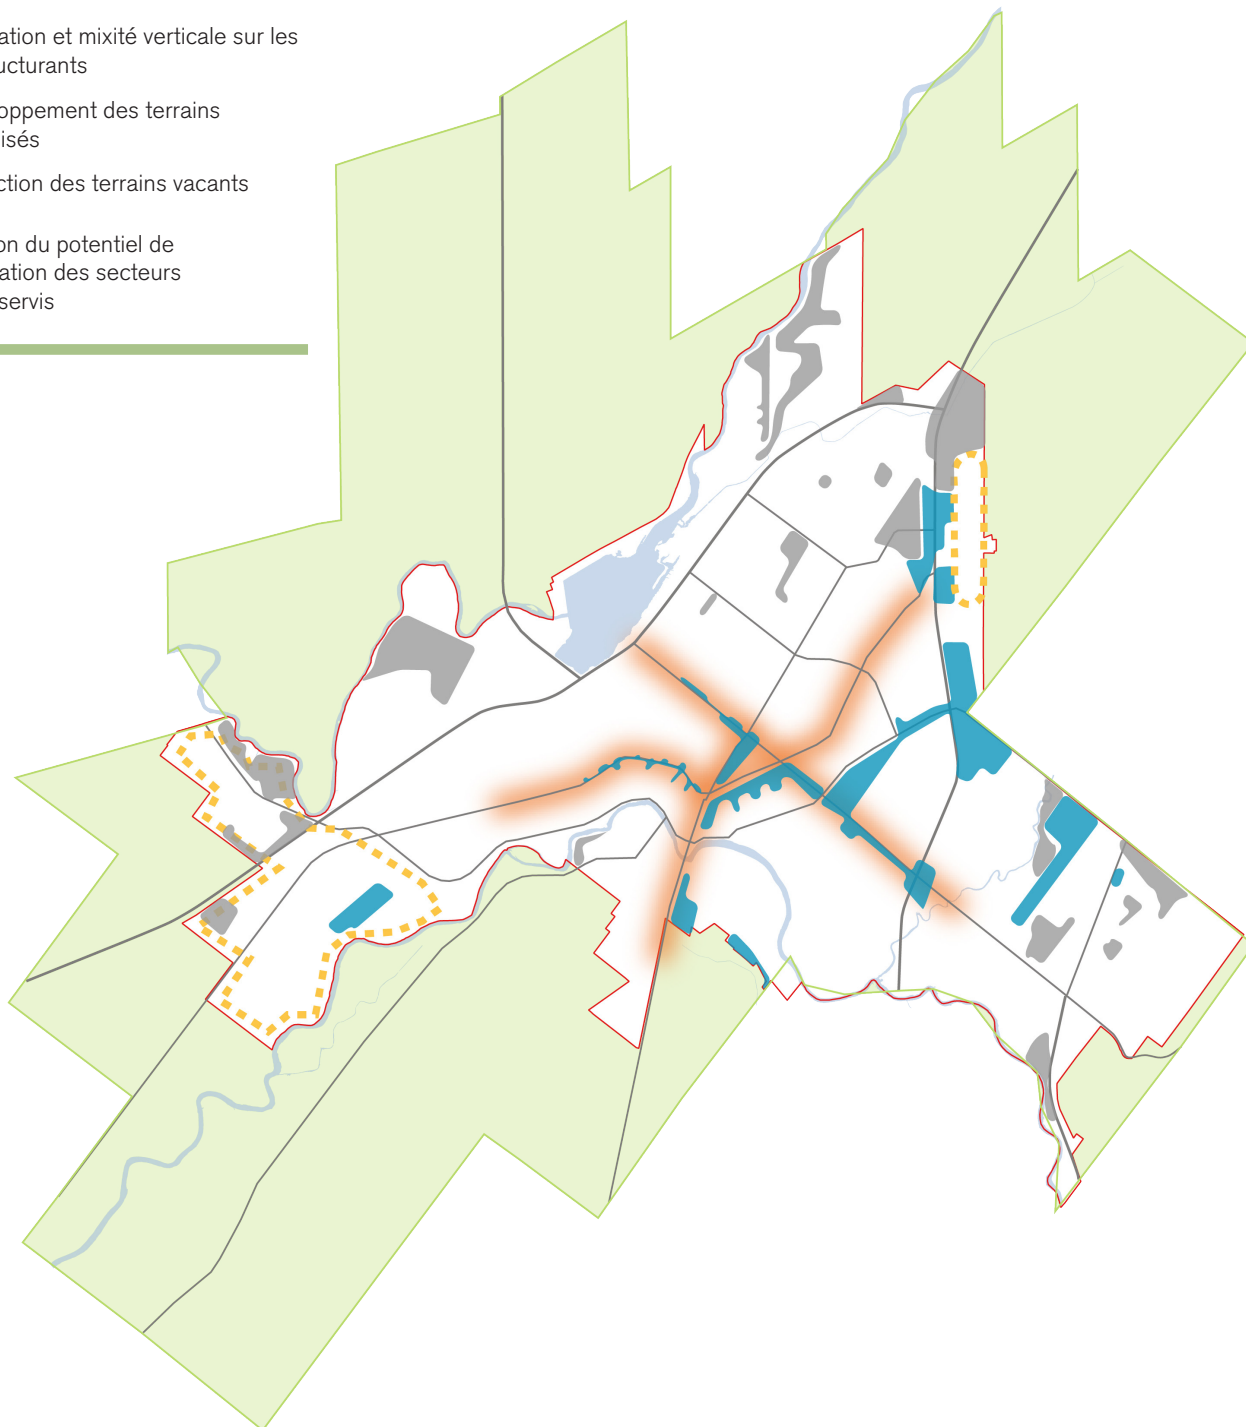 ation et mixité verticale sur les
ucturants
oppement des terrains
isés
ction des terrains vacants
on du potentiel de
ation des secteurs
servis